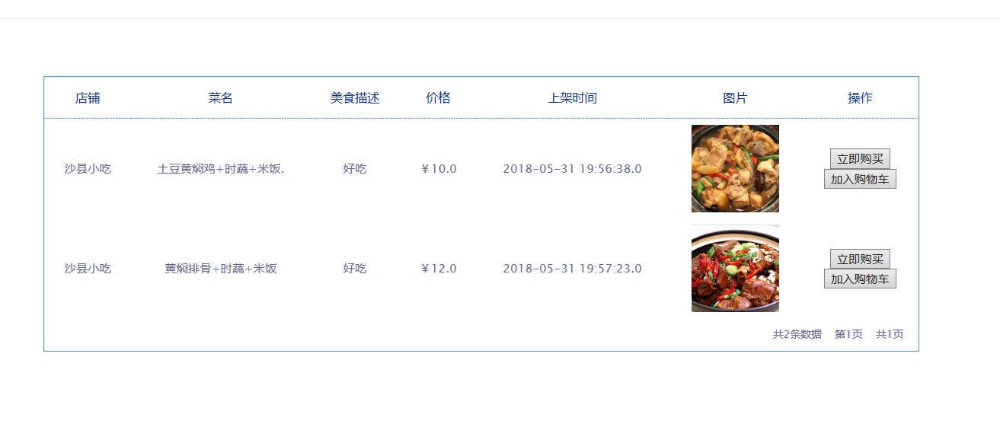 店铺 菜名 美食描述 价格 上架时间 图片 操作
沙县小吃 土豆黄焖鸡+时蔬+米饭. 好吃 ￥10.0 2018-05-31 19:56:38.0 立即购买
加入购物车
沙县小吃 黄焖排骨+时蔬+米饭 好吃 ￥12.0 2018-05-31 19:57:23.0 立即购买
加入购物车
共2条数据 第1页 共1页